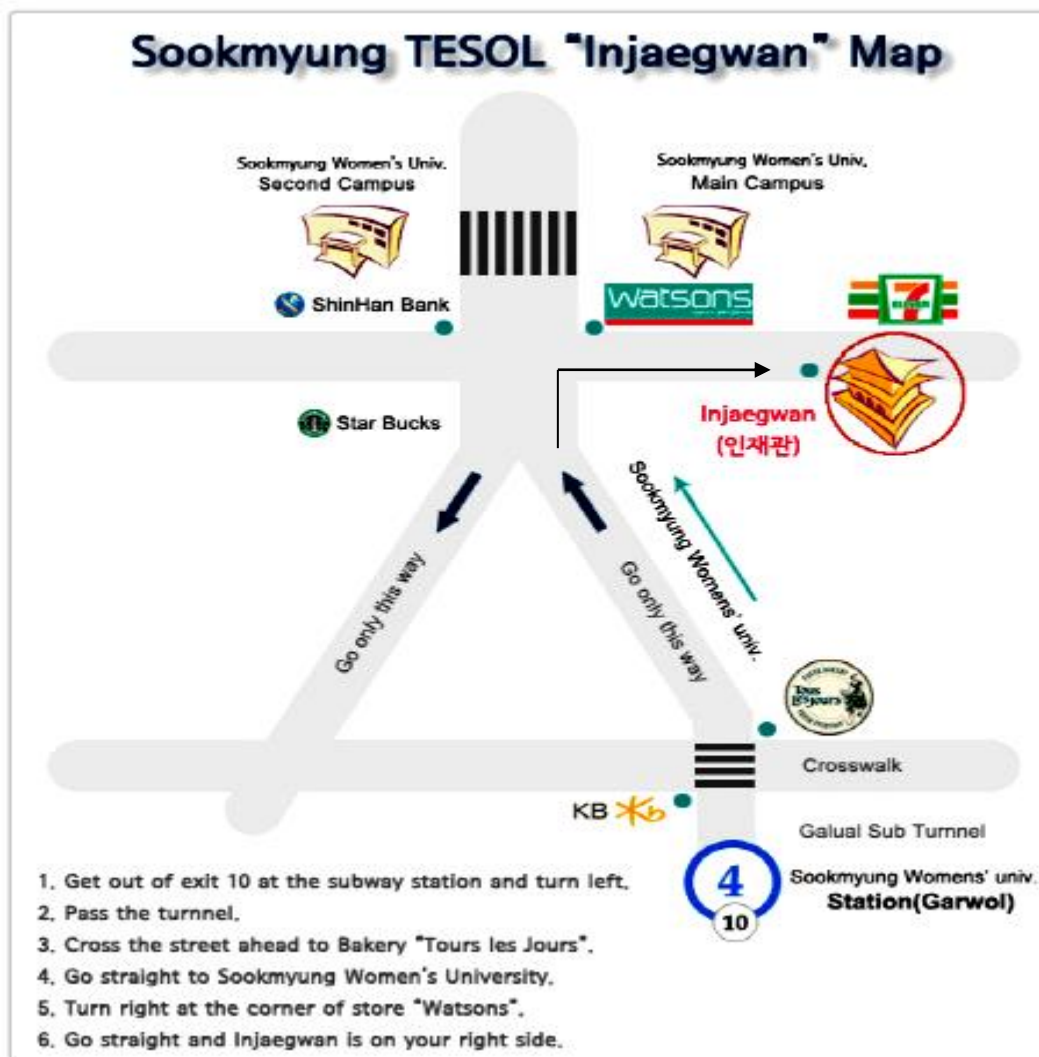 Sookmyung TESOL "Injaegwan" Map
Sookmyung Women's Univ.
Second Campus
Sookmyung Women's Univ.
Main Campus
ShinHan Bank
watsons
7
ELEVEN
Star Bucks
Injaegwan
(인재관)
Go only this way
Go only this way
Sookmyung Womens' univ.
Tous
Les Jours
Crosswalk
KB
Galual Sub Turnnel
4
10
Sookmyung Womens' univ.
Station(Garwol)
1. Get out of exit 10 at the subway station and turn left.
2. Pass the turnnel.
3. Cross the street ahead to Bakery "Tours les Jours".
4. Go straight to Sookmyung Women's University.
5. Turn right at the corner of store "Watsons".
6. Go straight and Injaegwan is on your right side.